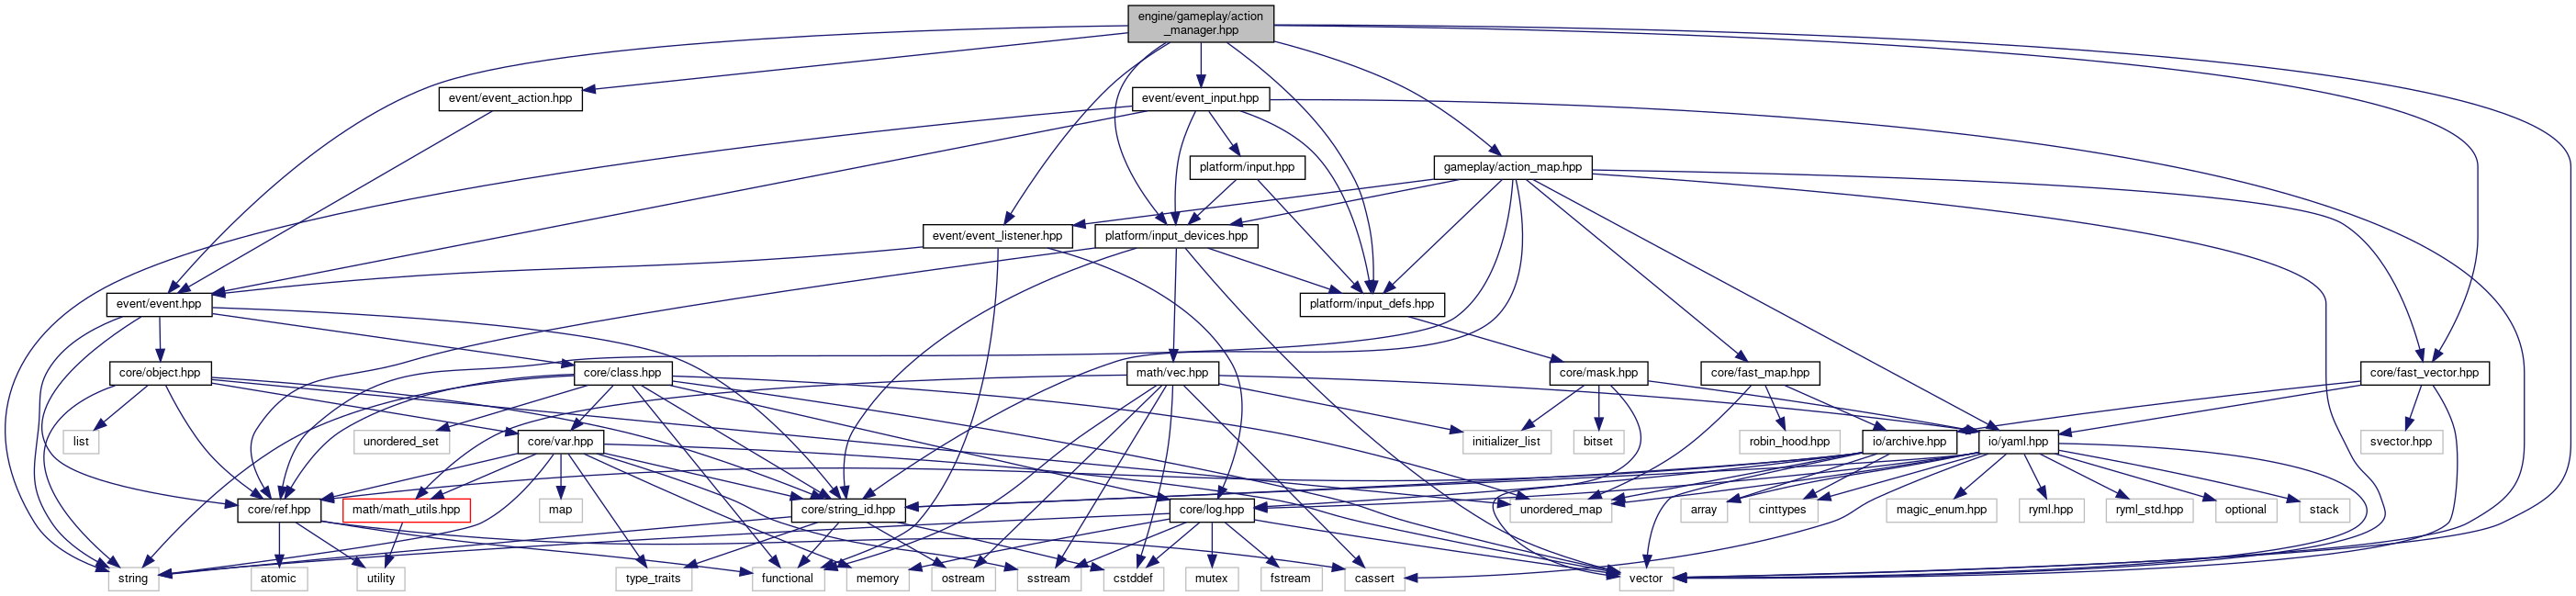 engine/gameplay/action
_manager.hpp
event/event_action.hpp
event/event_input.hpp
platform/input.hpp
gameplay/action_map.hpp
event/event_listener.hpp
platform/input_devices.hpp
event/event.hpp
platform/input_defs.hpp
core/object.hpp
core/class.hpp
math/vec.hpp
core/mask.hpp
core/fast_map.hpp
core/fast_vector.hpp
list
unordered_set
core/var.hpp
initializer_list
bitset
robin_hood.hpp
io/archive.hpp
io/yaml.hpp
svector.hpp
core/ref.hpp
math/math_utils.hpp
map
core/string_id.hpp
core/log.hpp
unordered_map
array
cinttypes
magic_enum.hpp
ryml.hpp
ryml_std.hpp
optional
stack
string
atomic
utility
type_traits
functional
memory
ostream
sstream
cstddef
mutex
fstream
cassert
vector